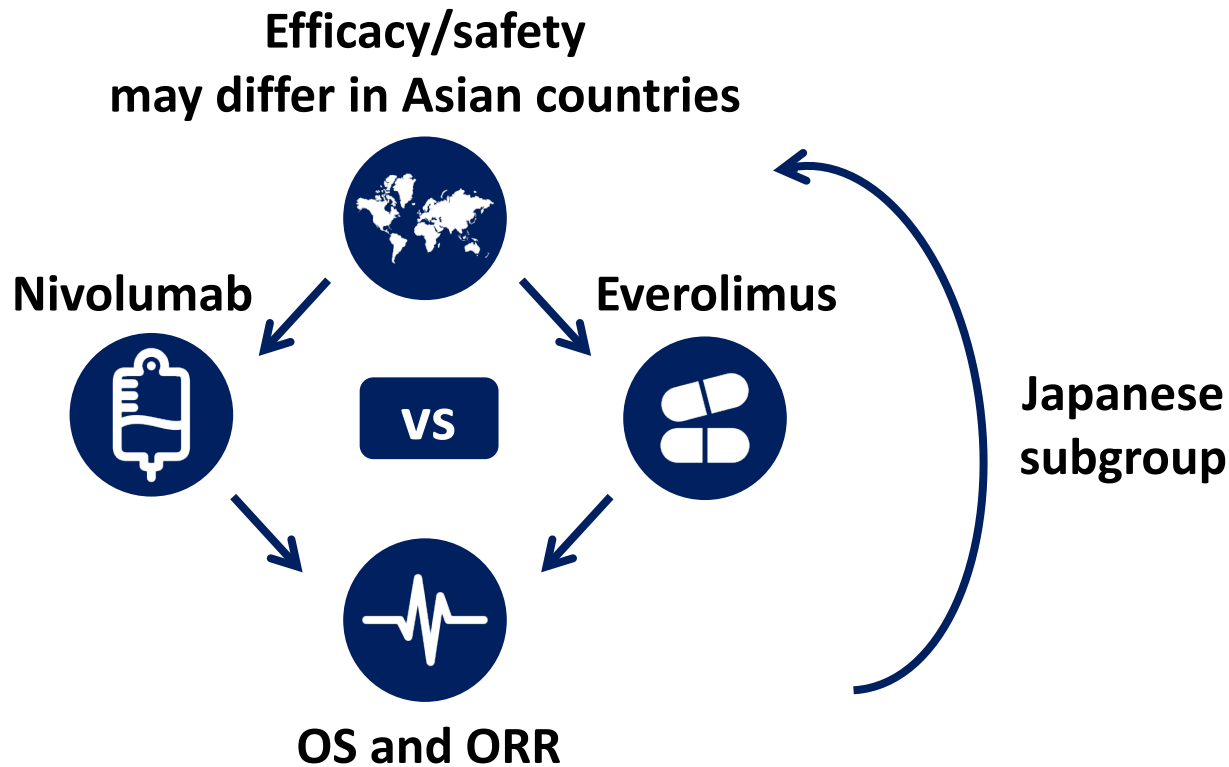 Efficacy/safety
may differ in Asian countries
Nivolumab
Everolimus
vs
Japanese
subgroup
OS and ORR